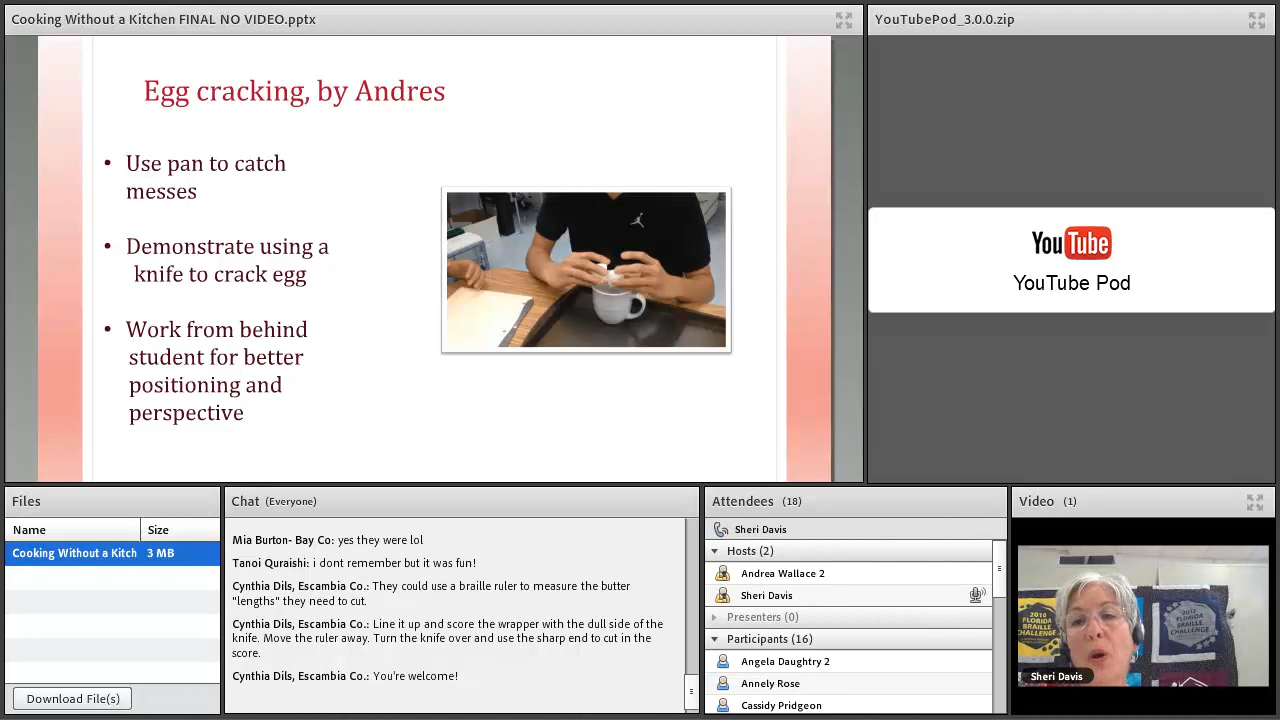 Cooking Without a Kitchen FINAL NO VIDEO.pptx
YouTubePod_3.0.0.zip
Egg cracking, by Andres
• Use pan to catch
messes
• Demonstrate using a
knife to crack egg
• Work from behind
student for better
positioning and
perspective
YouTube
YouTube Pod
Files
Name Size
Cooking Without a Kitch 3 MB
Download File(s)
Chat (Everyone)
Mia Burton- Bay Co: yes they were lol
Tanoi Quraishi: i dont remember but it was fun!
Cynthia Dils, Escambia Co.: They could use a braille ruler to measure the butter
"lengths" they need to cut.
Cynthia Dils, Escambia Co.: Line it up and score the wrapper with the dull side of the
knife. Move the ruler away. Turn the knife over and use the sharp end to cut in the
score.
Cynthia Dils, Escambia Co.: You're welcome!
Attendees (18)
Sheri Davis
Hosts (2)
Andrea Wallace 2
Sheri Davis
Presenters (0)
Participants (16)
Angela Daughtry 2
Annely Rose
Cassidy Pridgeon
Video (1)
2010
FLORIDA
BRAILLE
CHALLENGE
FLORIDA
BRAILLE
CHALLENGE
Sheri Davis